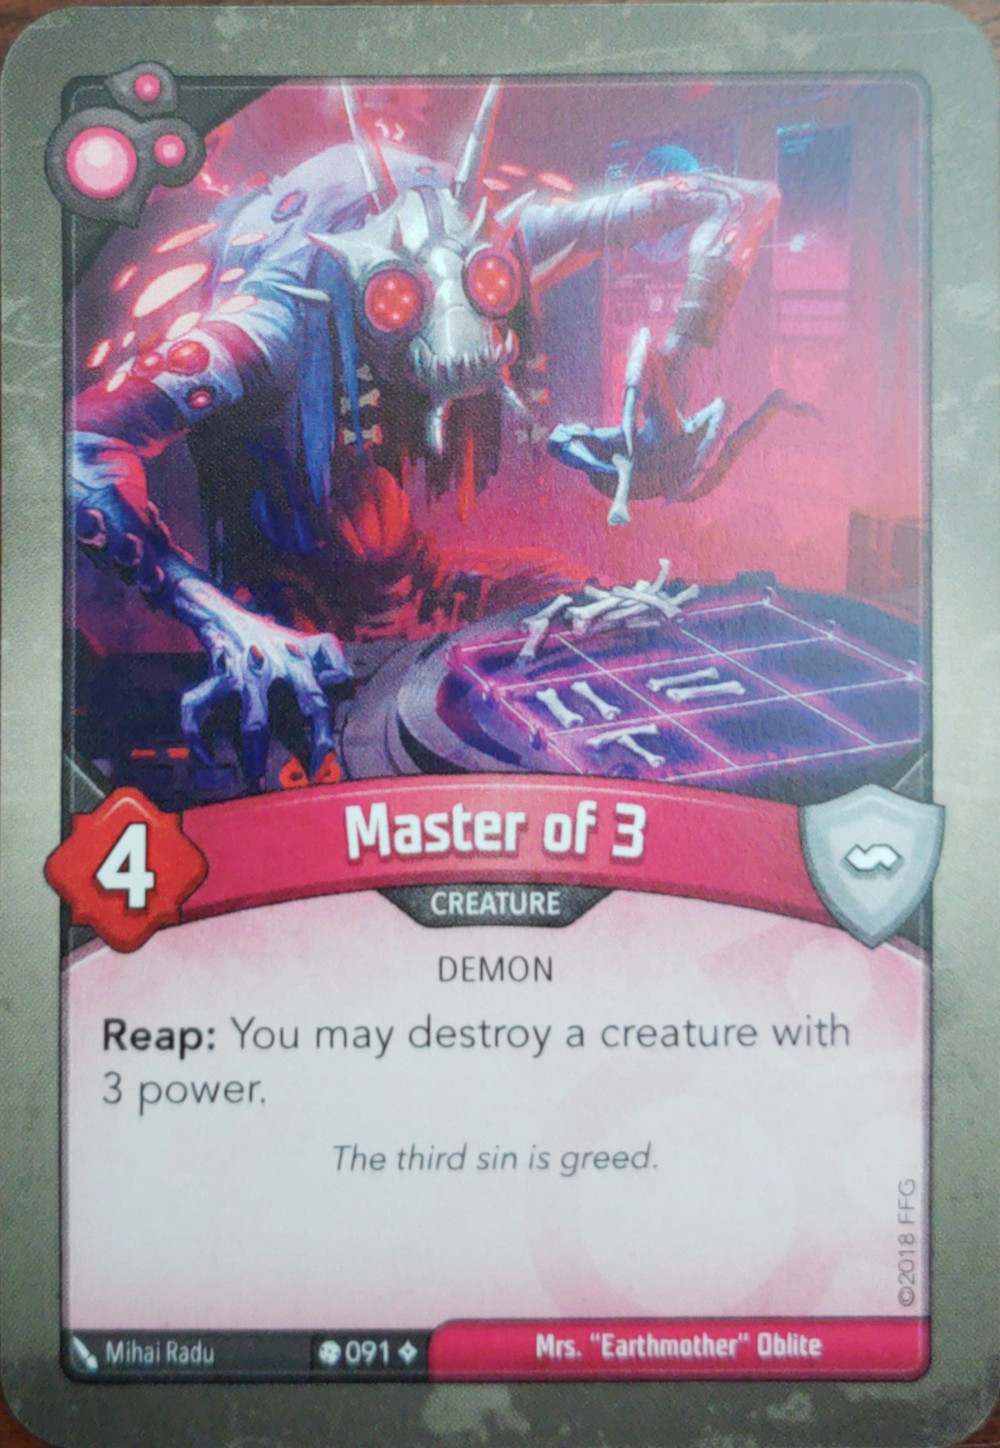 4
Master of 3
CREATURE
DEMON
Reap: You may destroy a creature with
3 power.
The third sin is greed.
©2018 FFG
Mihai Radu
091
Mrs. “Earthmother” Oblite